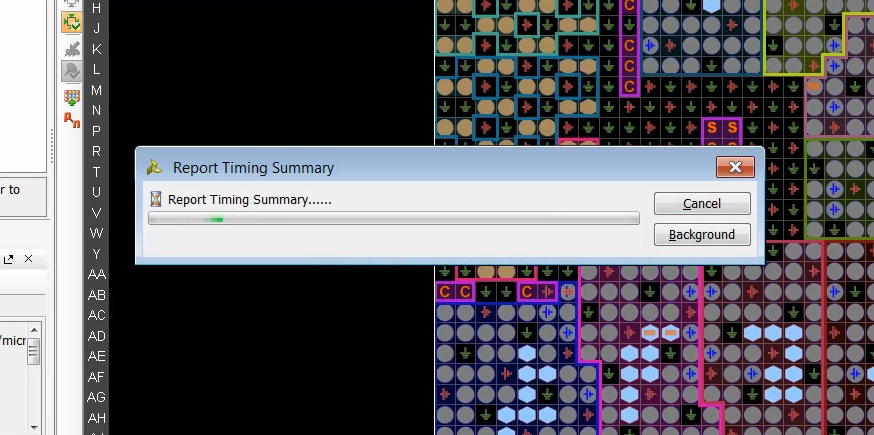 H
J
K
L
M
N
P
R
T
U
V
W
Y
AA
AB
AC
AD
AE
AF
AG
AH
r to
/micr
Report Timing Summary
Report Timing Summary......
Cancel
Background
C
C
C
C
C
S S
C C C